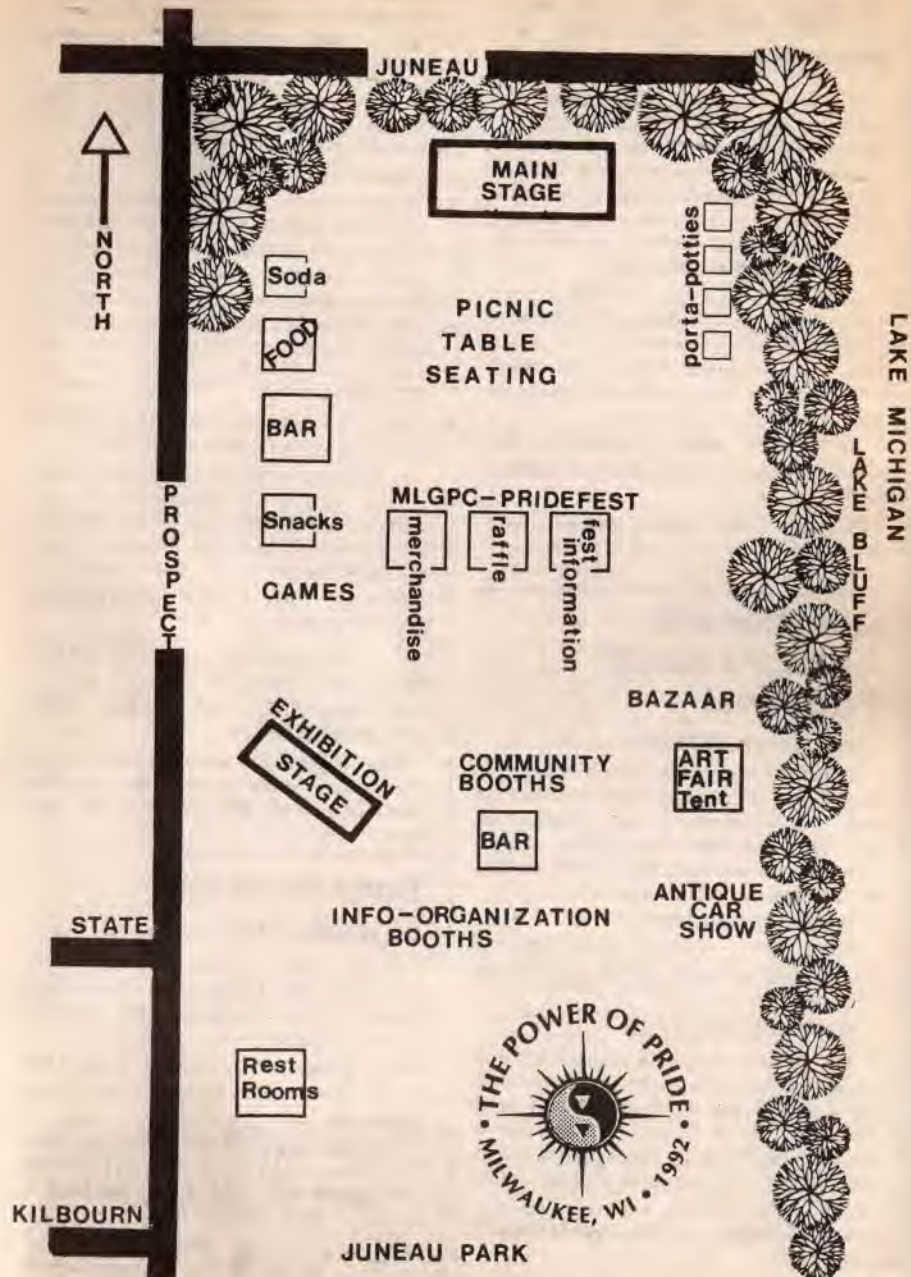 JUNEAU
NORTH
MAIN
STAGE
porta-potties
Soda
FOOD
BAR
Snacks
PICNIC
TABLE
SEATING
LAKE MICHIGAN
LAKE BLUFF
PROSPECT
MLGPC-PRIDEFEST
merchandise
raffle
fest
information
GAMES
BAZAAR
EXHIBITION
STAGE
COMMUNITY
BOOTHS
ART
FAIR
Tent
BAR
ANTIQUE
CAR
SHOW
INFO-ORGANIZATION
BOOTHS
STATE
Rest
Rooms
• THE POWER OF PRIDE •
MILWAUKEE, WI • 1992
KILBOURN
JUNEAU PARK